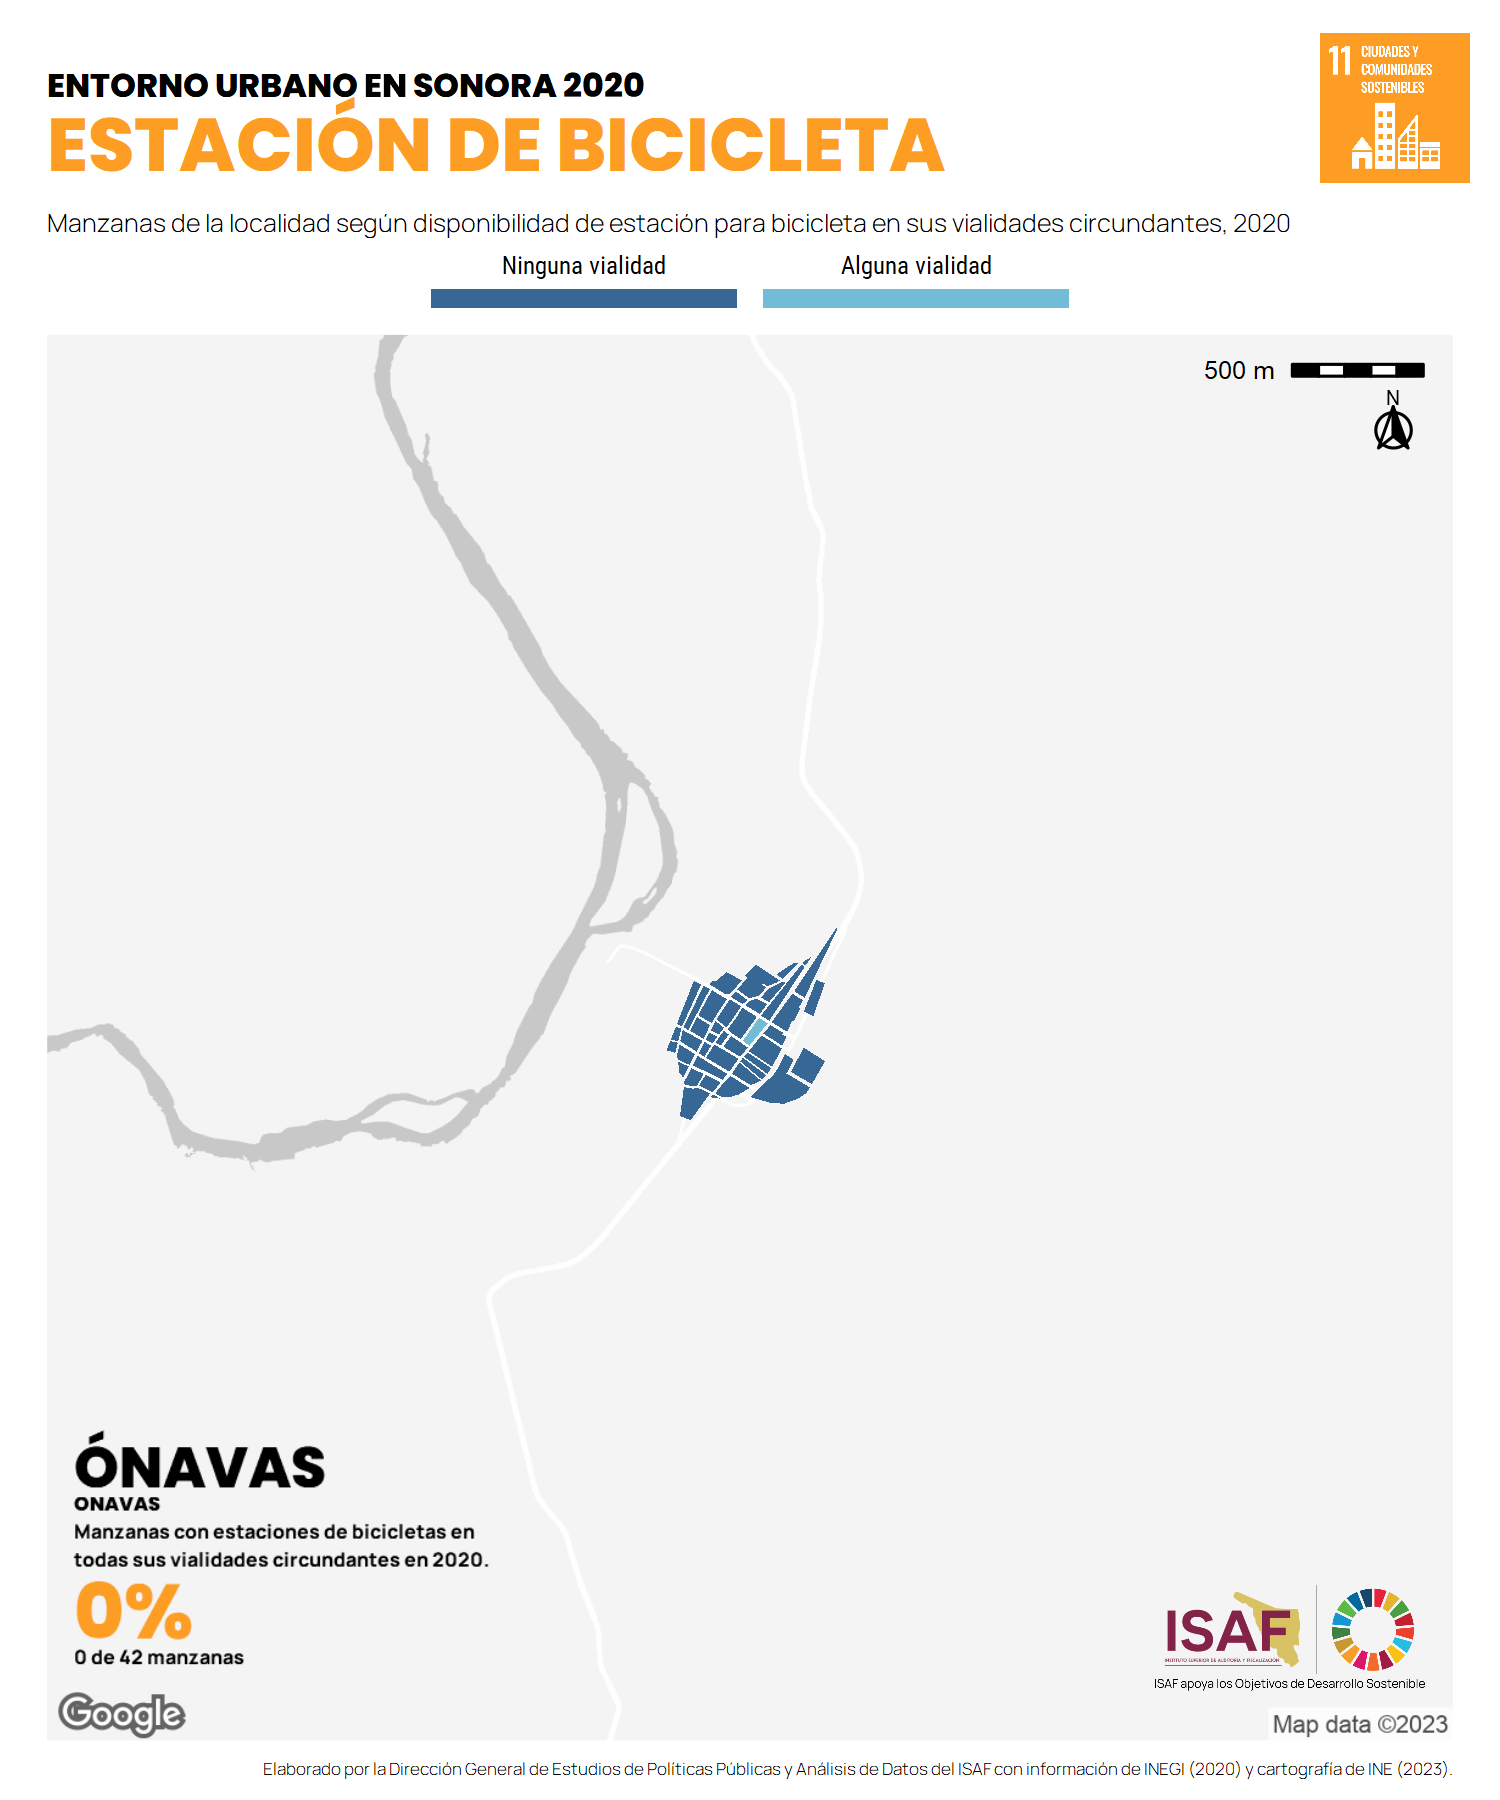 ENTORNO URBANO EN SONORA 2020
ESTACIÓN DE BICICLETA
11 CIUDADES Y
COMUNIDADES
SOSTENIBLES
Manzanas de la localidad según disponibilidad de estación para bicicleta en sus vialidades circundantes, 2020
Ninguna vialidad
Alguna vialidad
500 m
N
ÓNAVAS
ONAVAS
Manzanas con estaciones de bicicletas en
todas sus vialidades circundantes en 2020.
0%
0 de 42 manzanas
Google
ISAF
INSTITUTO SUPERIOR DE AUDITORÍA Y FISCALIZACIÓN
ISAF apoya los Objetivos de Desarrollo Sostenible
Map data ©2023
Elaborado por la Dirección General de Estudios de Políticas Públicas y Análisis de Datos del ISAF con información de INEGI (2020) y cartografía de INE (2023).